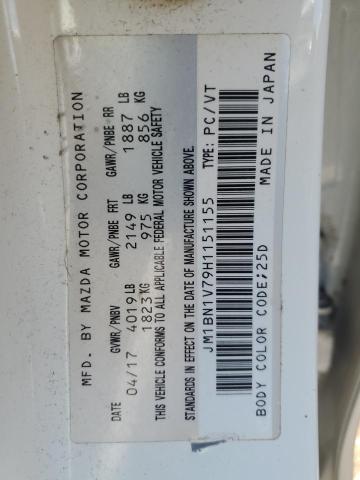 MFD. BY MAZDA MOTOR CORPORATION
GVWR/PNBV GAWR/PNBE FRT GAWR/PNBE RR
DATE
04/17 4019LB 2149 LB 1887 LB
1823KG 975 KG 856 KG
THIS VEHICLE CONFORMS TO ALL APPLICABLE FEDERAL MOTOR VEHICLE SAFETY
STANDARDS IN EFFECT ON THE DATE OF MANUFACTURE SHOWN ABOVE.
JM1BN1V79H1151155 TYPE: PC/VT
MADE IN JAPAN
BODY COLOR CODE;25D